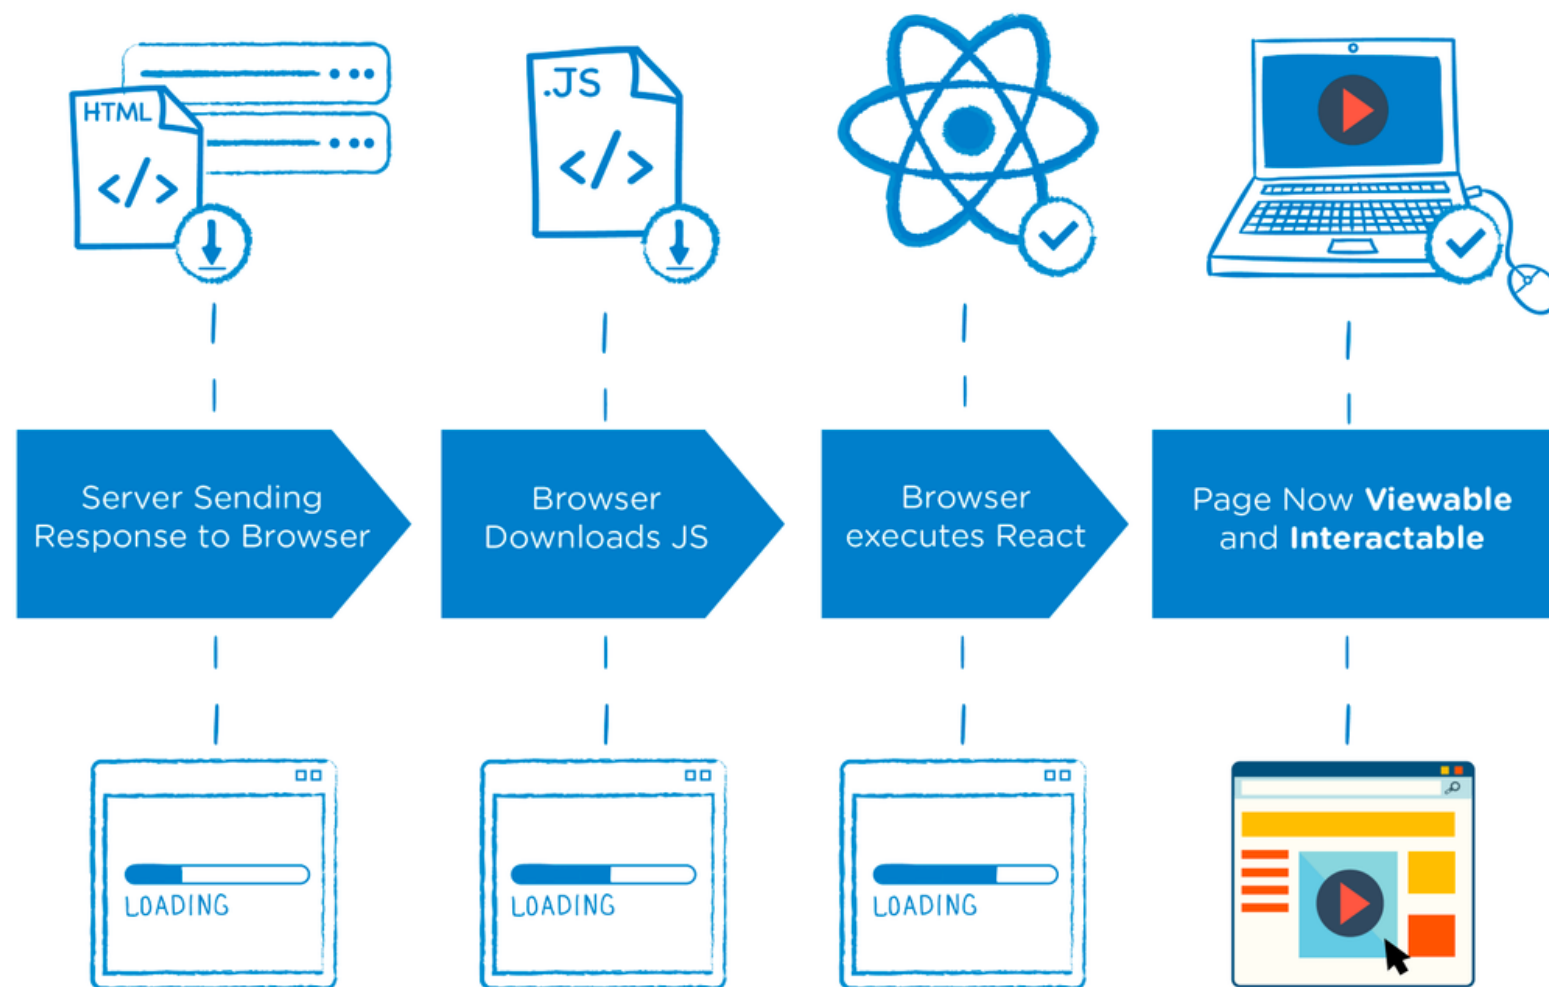 HTML
</>
.JS
</>
Server Sending
Response to Browser
Browser
Downloads JS
Browser
executes React
Page Now Viewable
and Interactable
LOADING
LOADING
LOADING